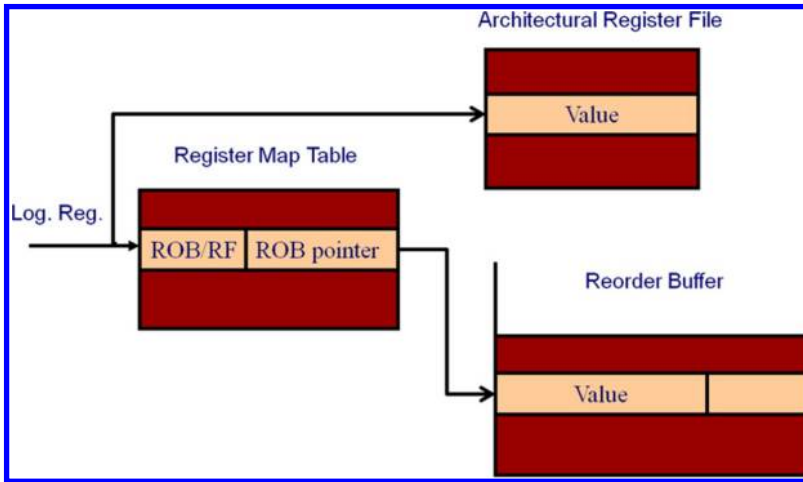 Architectural Register File
Value
Register Map Table
Log. Reg.
ROB/RF
ROB pointer
Reorder Buffer
Value